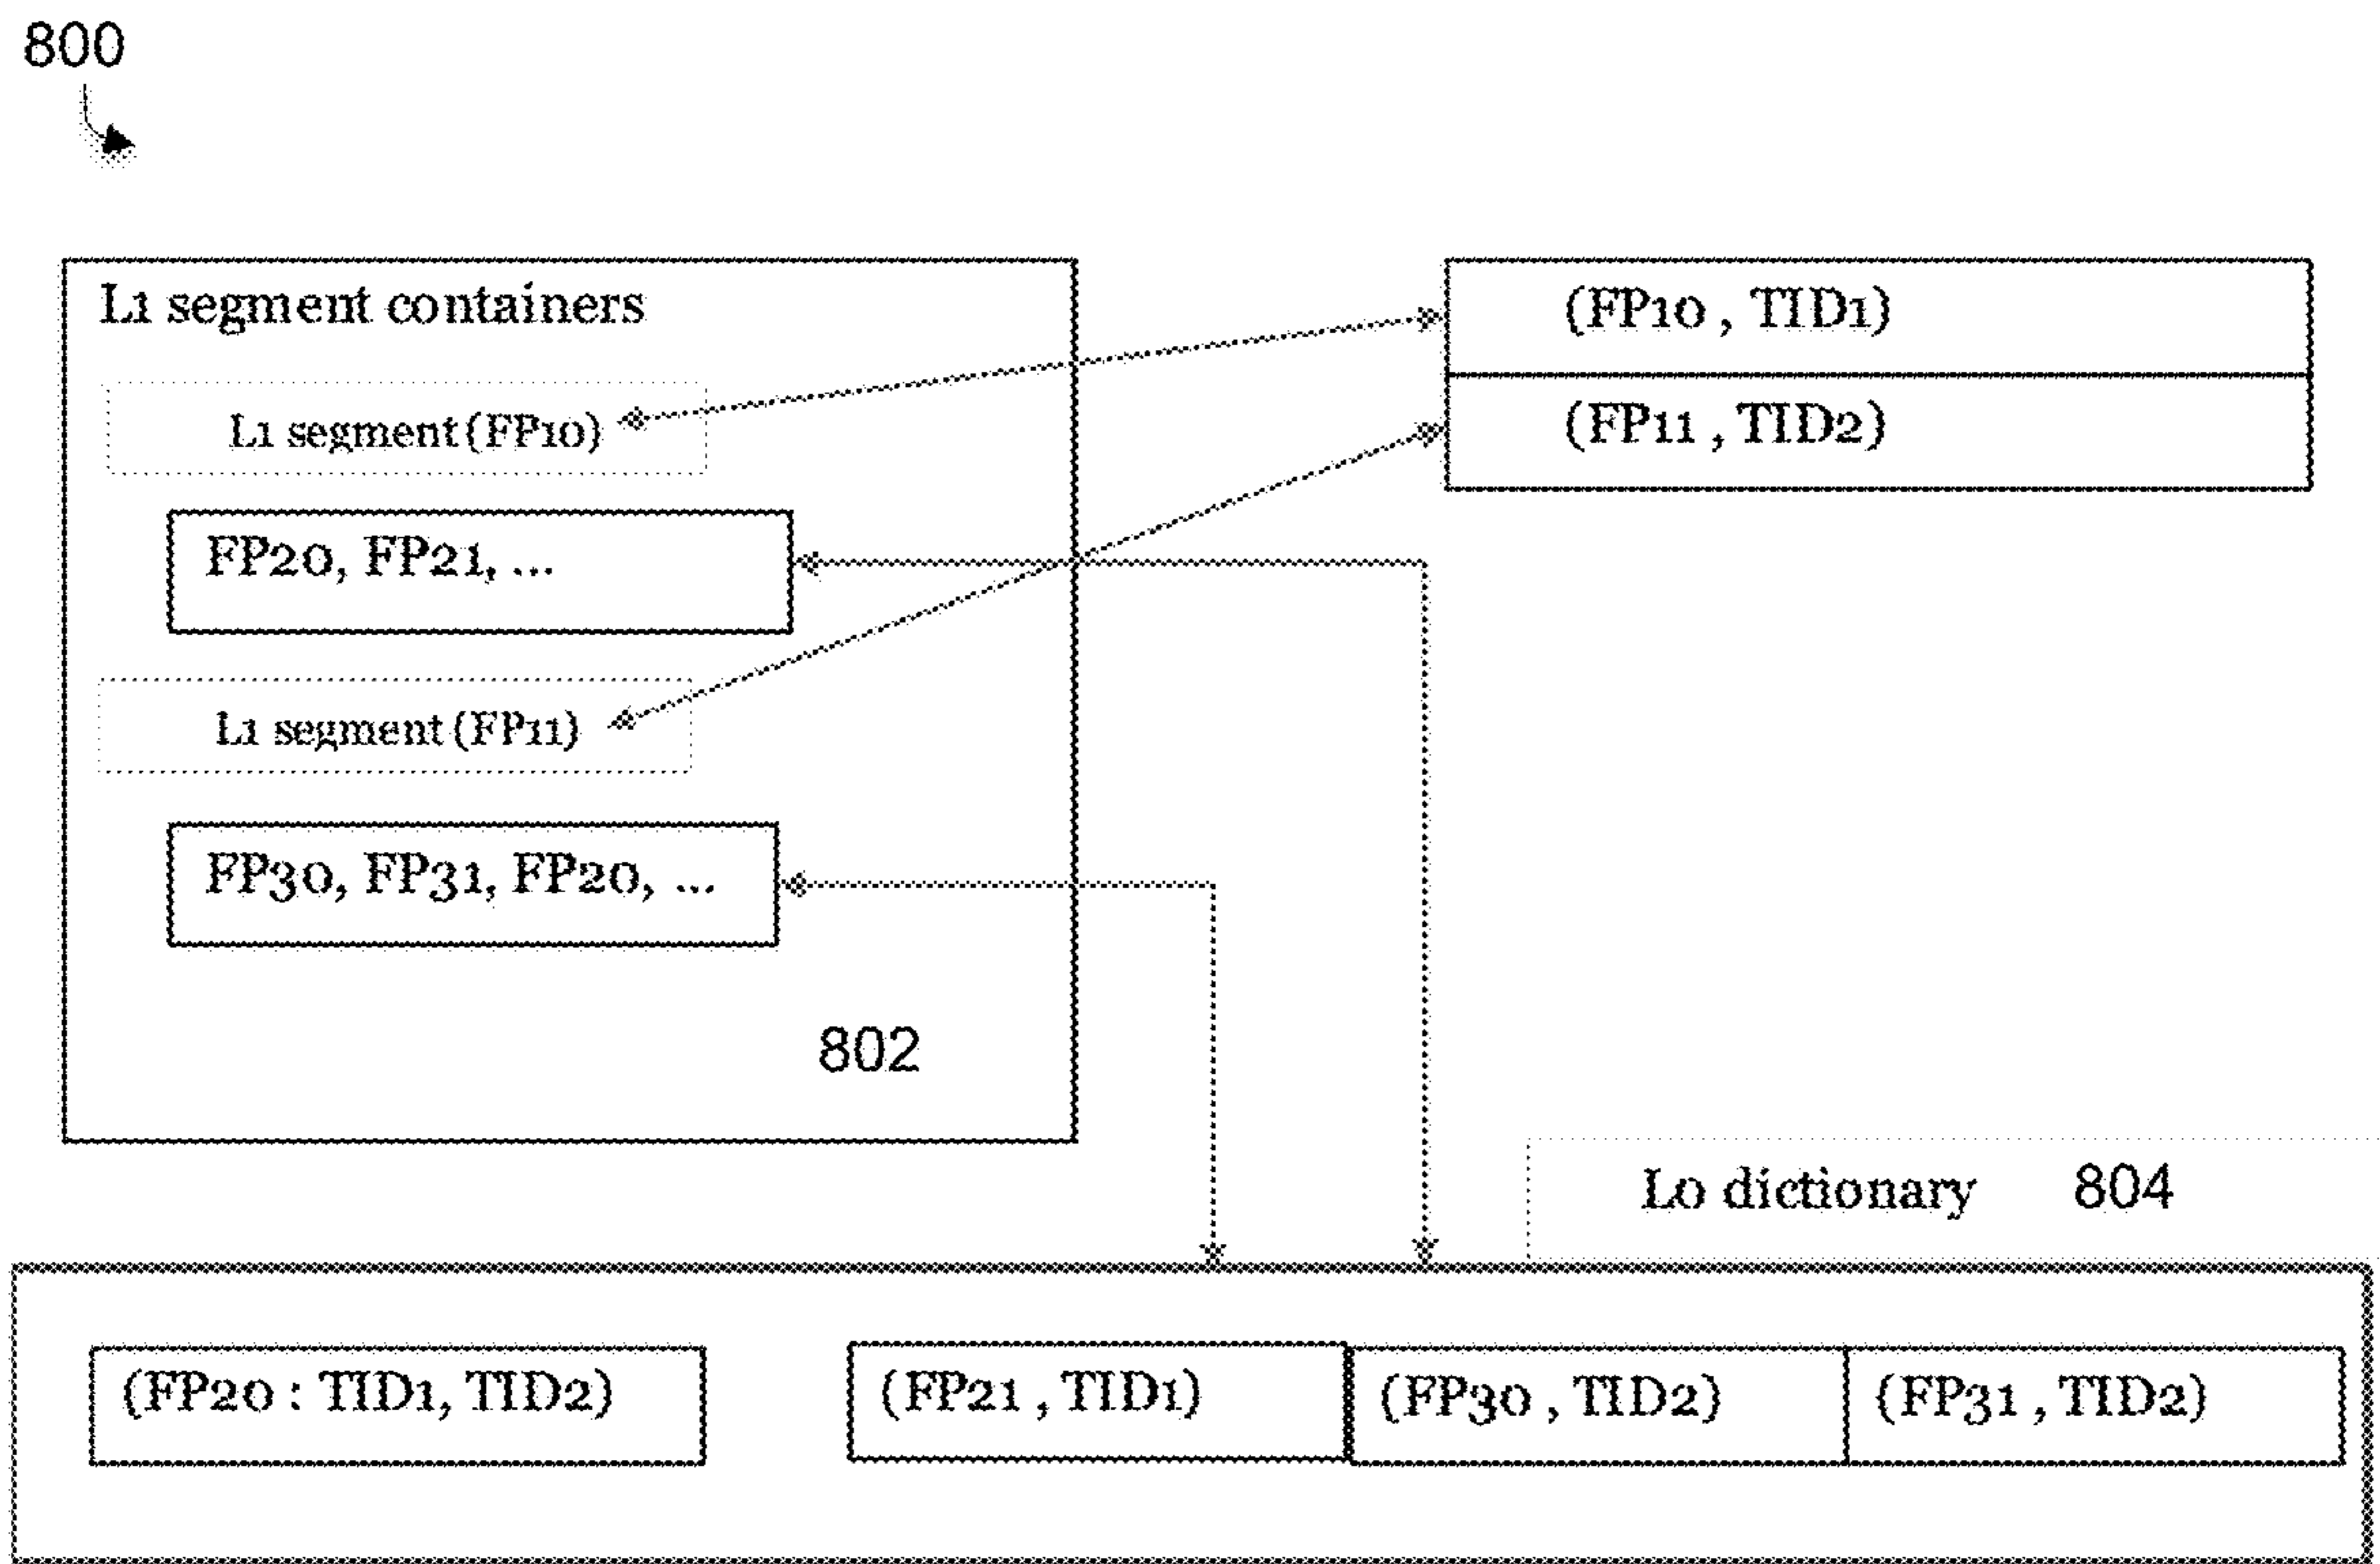 800
L1 segment containers
(FP10 , TID1)
L1 segment (FP10)
(FP11 , TID2)
FP20, FP21, ...
L1 segment (FP11)
FP30, FP31, FP20, ...
802
L0 dictionary 804
(FP20 : TID1, TID2)
(FP21 , TID1)
(FP30 , TID2)
(FP31 , TID2)